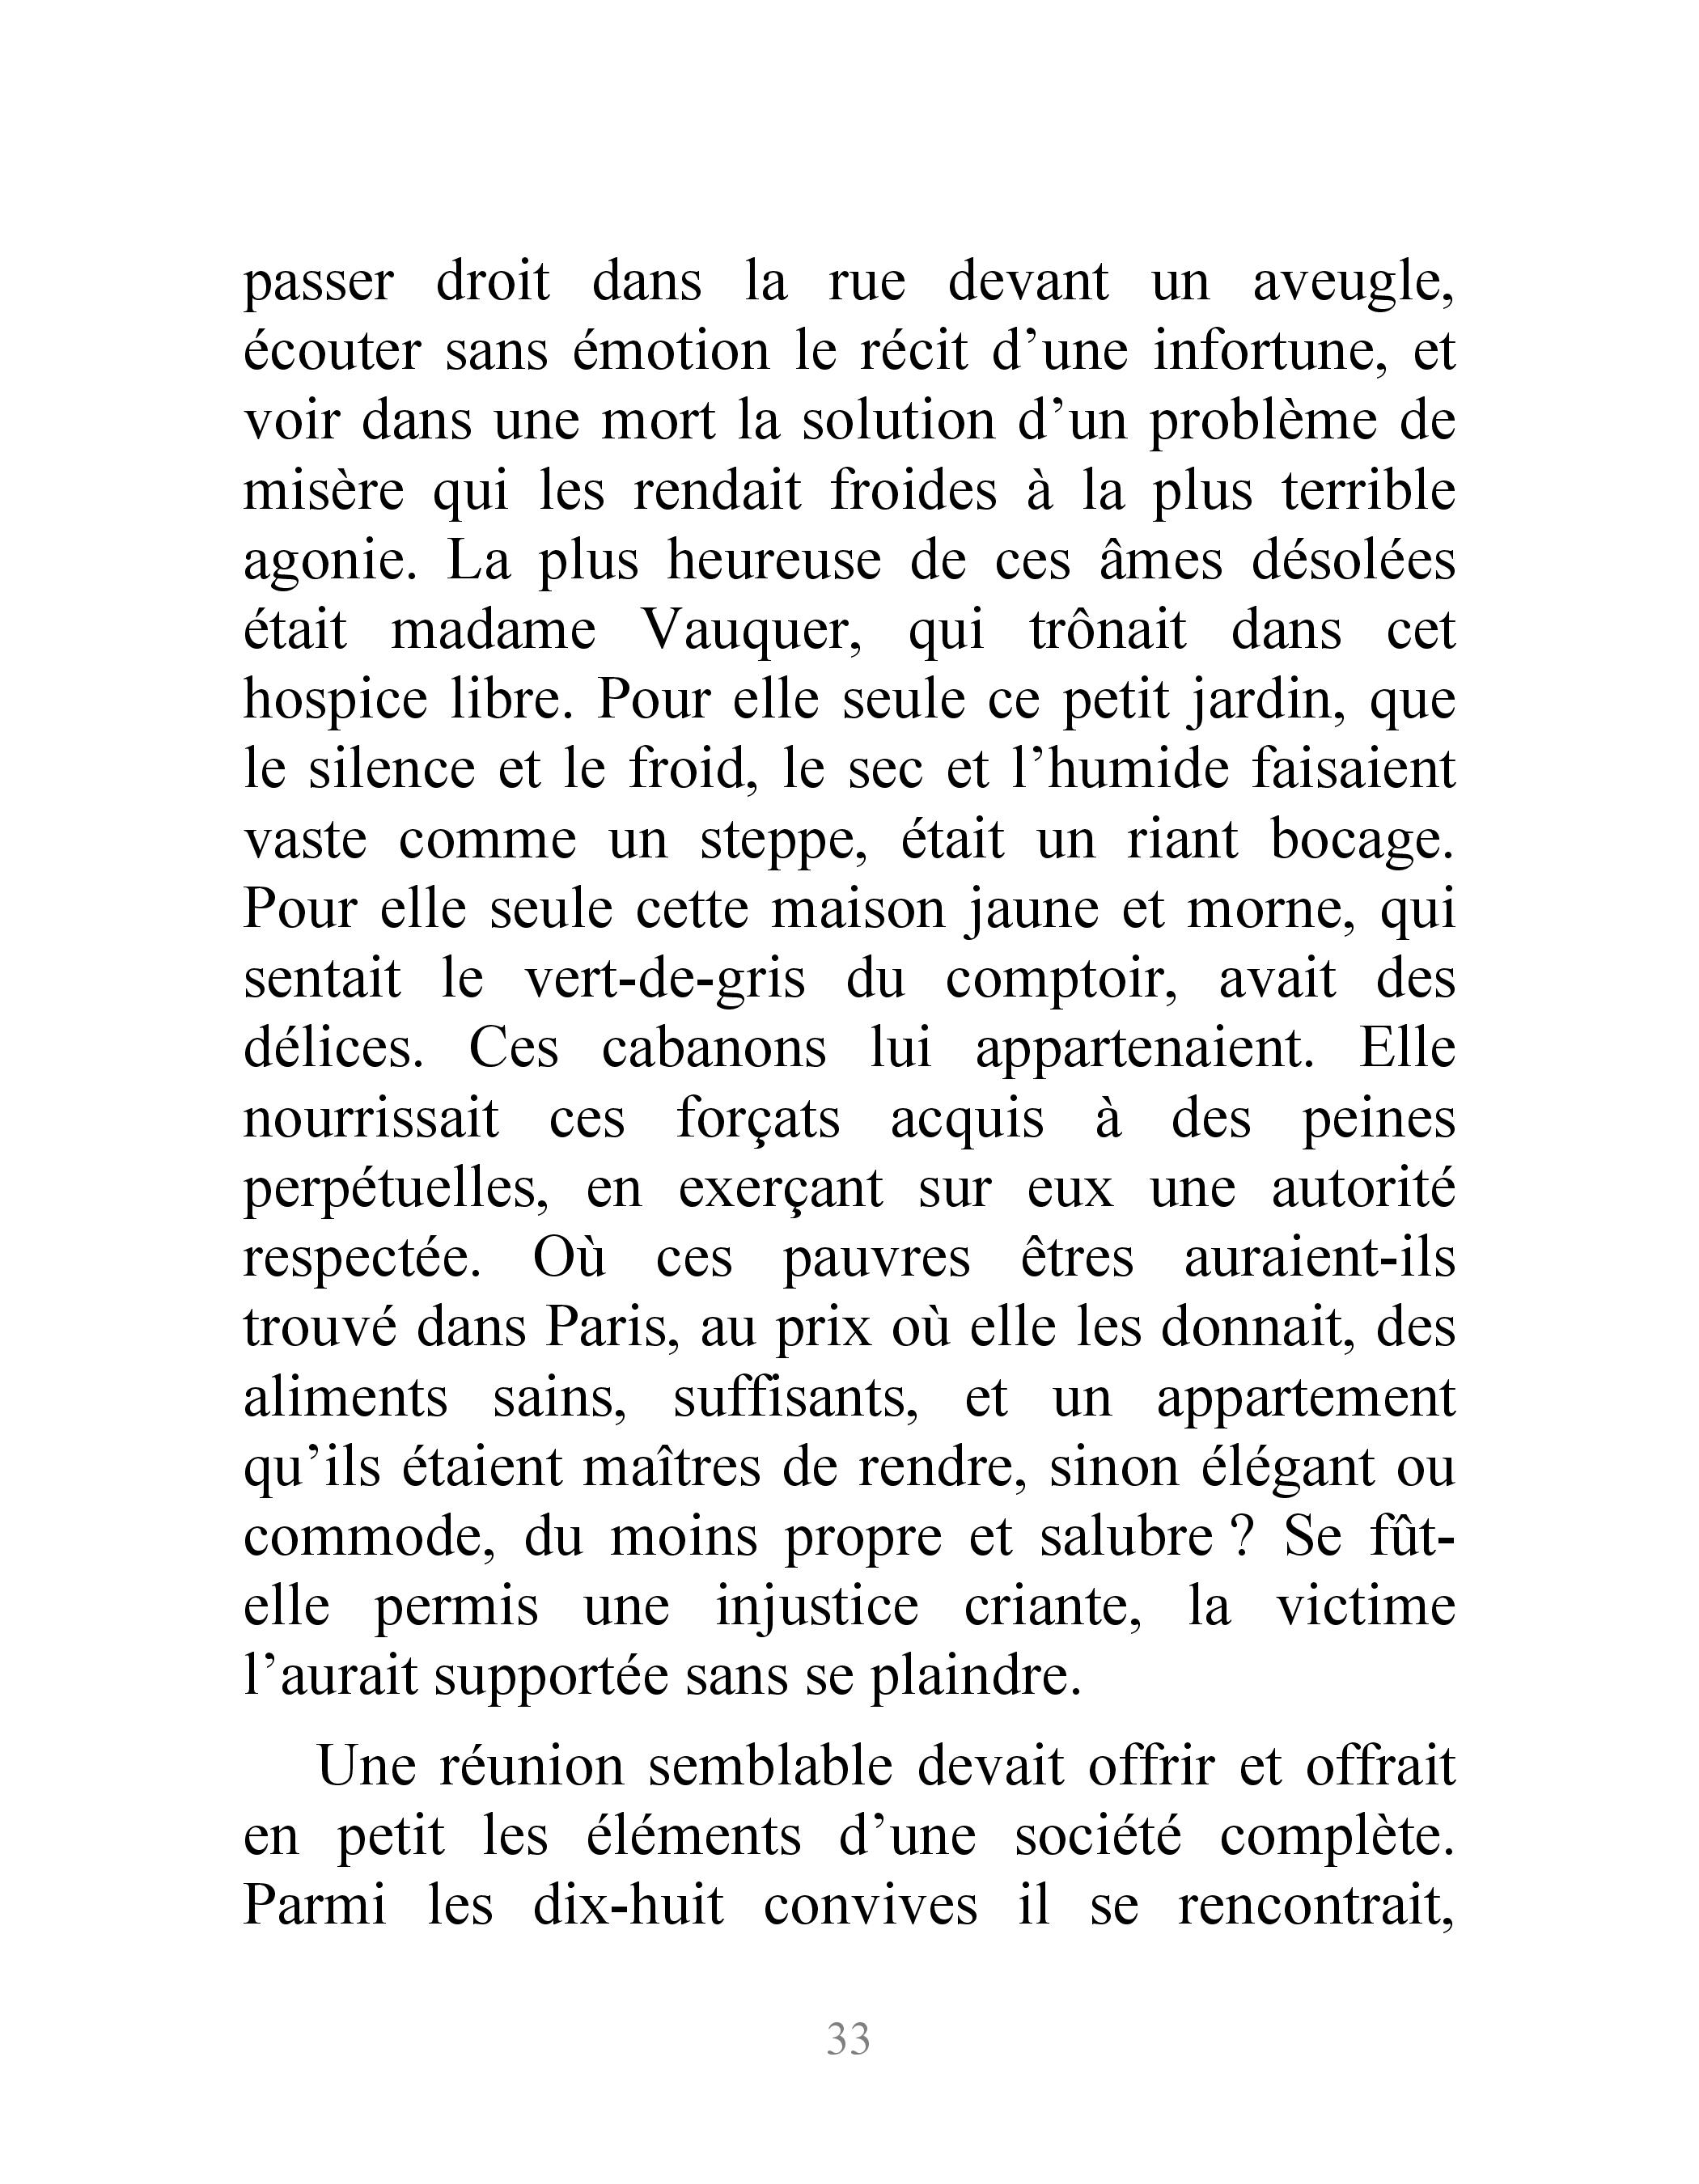 passer droit dans la rue devant un aveugle,
écouter sans émotion le récit d’une infortune, et
voir dans une mort la solution d’un problème de
misère qui les rendait froides à la plus terrible
agonie. La plus heureuse de ces âmes désolées
était madame Vauquer, qui trônait dans cet
hospice libre. Pour elle seule ce petit jardin, que
le silence et le froid, le sec et l’humide faisaient
vaste comme un steppe, était un riant bocage.
Pour elle seule cette maison jaune et morne, qui
sentait le vert-de-gris du comptoir, avait des
délices. Ces cabanons lui appartenaient. Elle
nourrissait ces forçats acquis à des peines
perpétuelles, en exerçant sur eux une autorité
respectée. Où ces pauvres êtres auraient-ils
trouvé dans Paris, au prix où elle les donnait, des
aliments sains, suffisants, et un appartement
qu’ils étaient maîtres de rendre, sinon élégant ou
commode, du moins propre et salubre ? Se fût-
elle permis une injustice criante, la victime
l’aurait supportée sans se plaindre.
Une réunion semblable devait offrir et offrait
en petit les éléments d’une société complète.
Parmi les dix-huit convives il se rencontrait,
33